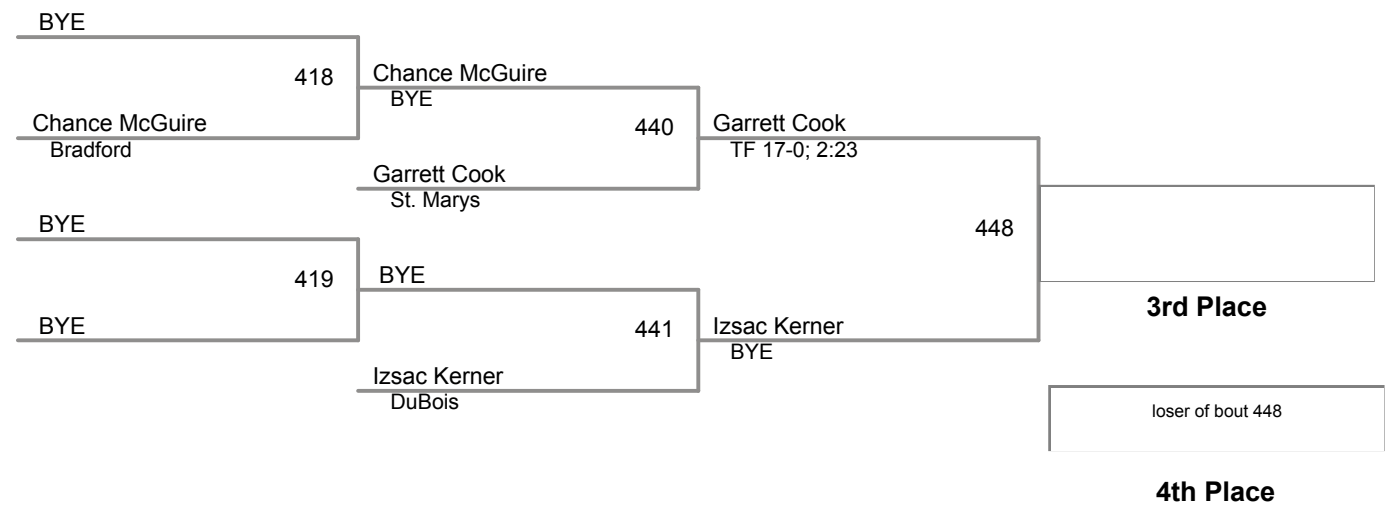 BYE
418
Chance McGuire
Bradford
Chance McGuire
BYE
440
Garrett Cook
St. Marys
BYE
419
BYE
BYE
441
Izsac Kerner
DuBois
Garrett Cook
TF 17-0; 2:23
448
Izsac Kerner
BYE
3rd Place
loser of bout 448
4th Place